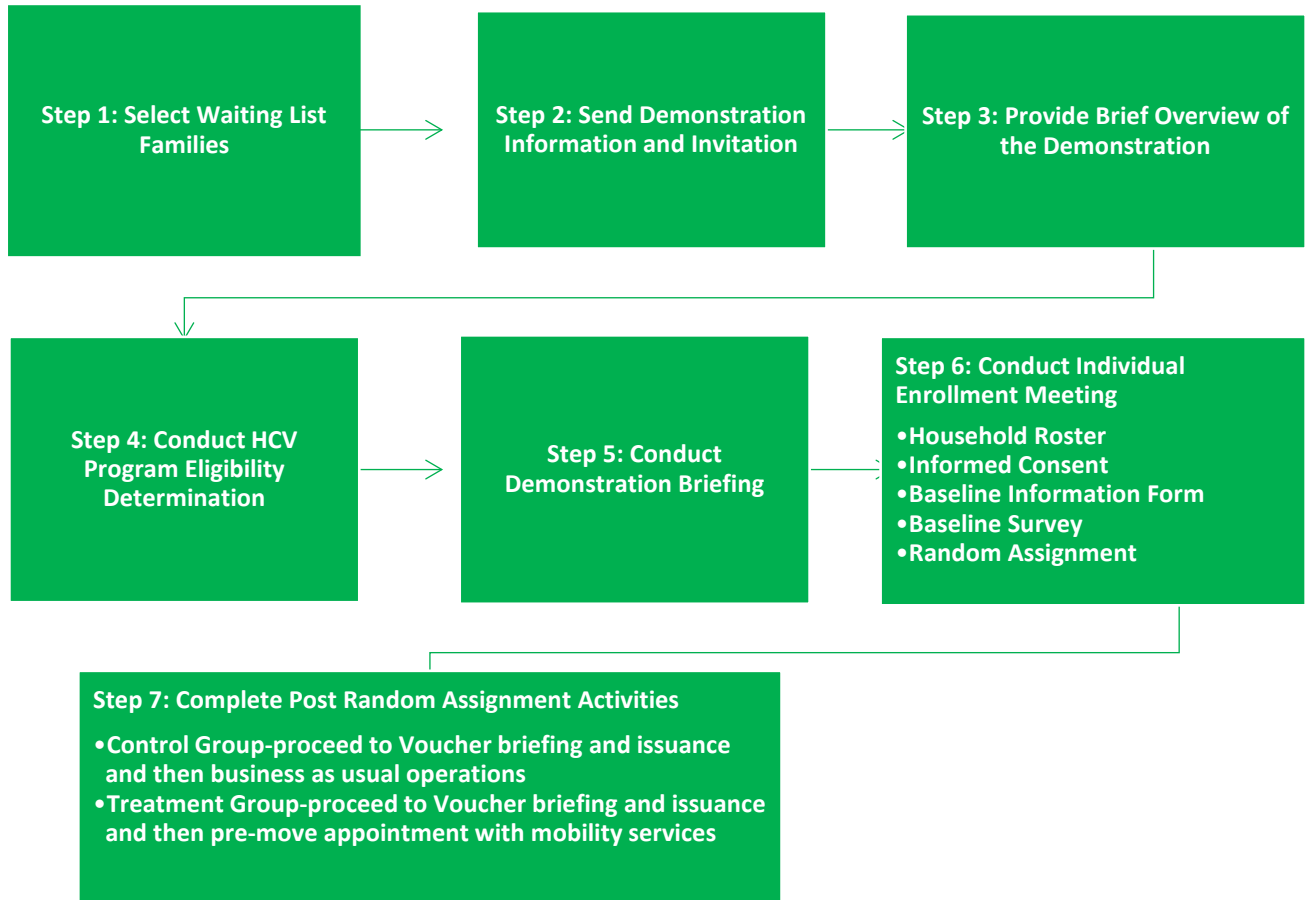 Step 1: Select Waiting List
Families
Step 2: Send Demonstration
Information and Invitation
Step 3: Provide Brief Overview of
the Demonstration
Step 4: Conduct HCV
Program Eligibility
Determination
Step 5: Conduct
Demonstration Briefing
Step 6: Conduct Individual
Enrollment Meeting
•Household Roster
•Informed Consent
•Baseline Information Form
•Baseline Survey
•Random Assignment
Step 7: Complete Post Random Assignment Activities
•Control Group-proceed to Voucher briefing and issuance
and then business as usual operations
•Treatment Group-proceed to Voucher briefing and issuance
and then pre-move appointment with mobility services